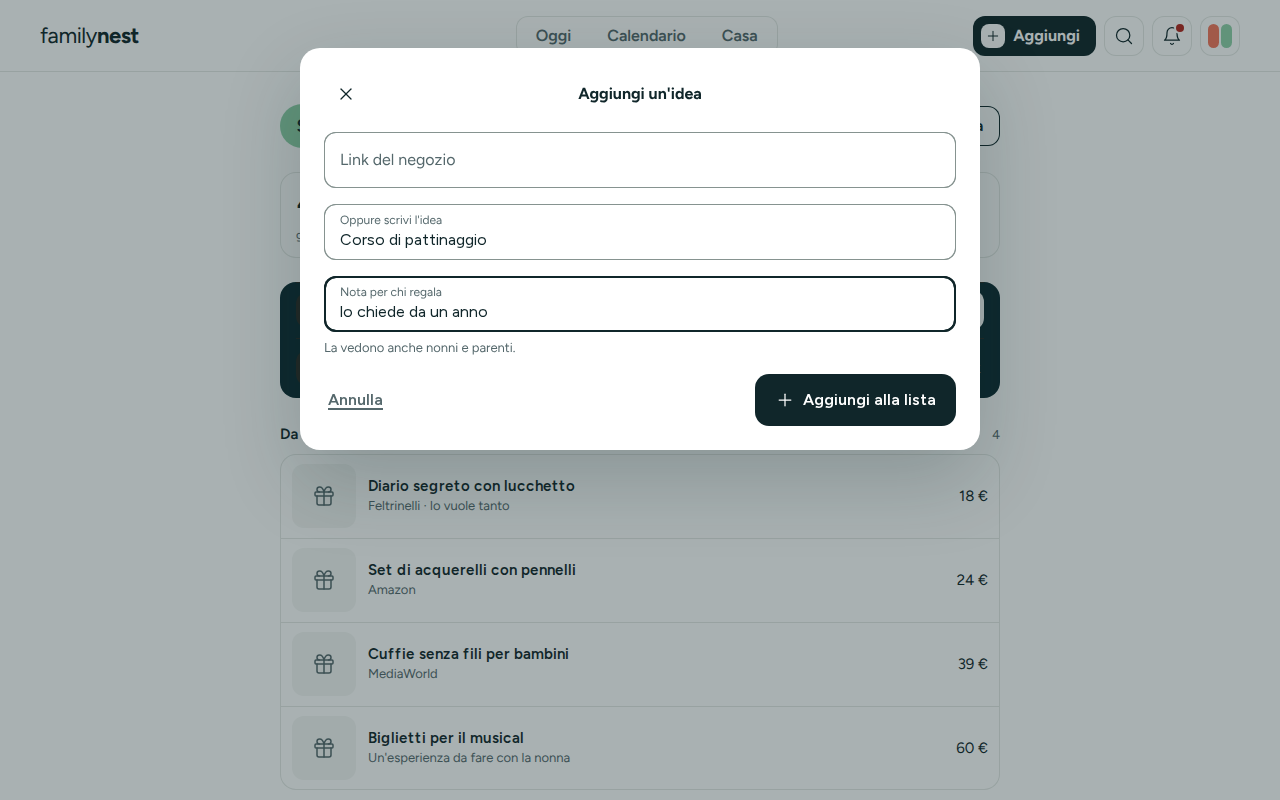 familynest
Oggi
Calendario
Casa
Aggiungi
Aggiungi un'idea
Link del negozio
Oppure scrivi l'idea
Corso di pattinaggio
Nota per chi regala
lo chiede da un anno
La vedono anche nonni e parenti.
Annulla
Aggiungi alla lista
Da
4
Diario segreto con lucchetto
Feltrinelli · lo vuole tanto
18 €
Set di acquerelli con pennelli
Amazon
24 €
Cuffie senza fili per bambini
MediaWorld
39 €
Biglietti per il musical
Un'esperienza da fare con la nonna
60 €